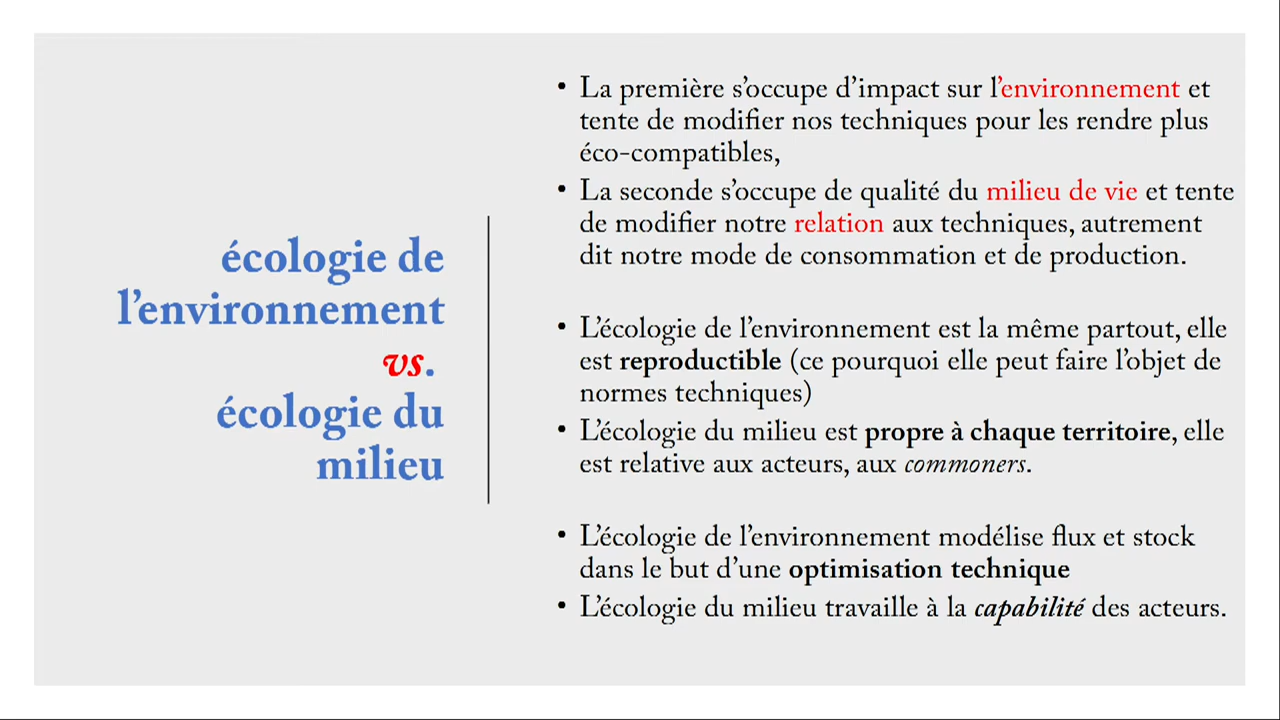 écologie de
l’environnement
vs.
écologie du
milieu
• La première s’occupe d’impact sur l’environnement et
tente de modifier nos techniques pour les rendre plus
éco-compatibles,
• La seconde s’occupe de qualité du milieu de vie et tente
de modifier notre relation aux techniques, autrement
dit notre mode de consommation et de production.
• L’écologie de l’environnement est la même partout, elle
est reproductible (ce pourquoi elle peut faire l’objet de
normes techniques)
• L’écologie du milieu est propre à chaque territoire, elle
est relative aux acteurs, aux commoners.
• L’écologie de l’environnement modélise flux et stock
dans le but d’une optimisation technique
• L’écologie du milieu travaille à la capabilité des acteurs.